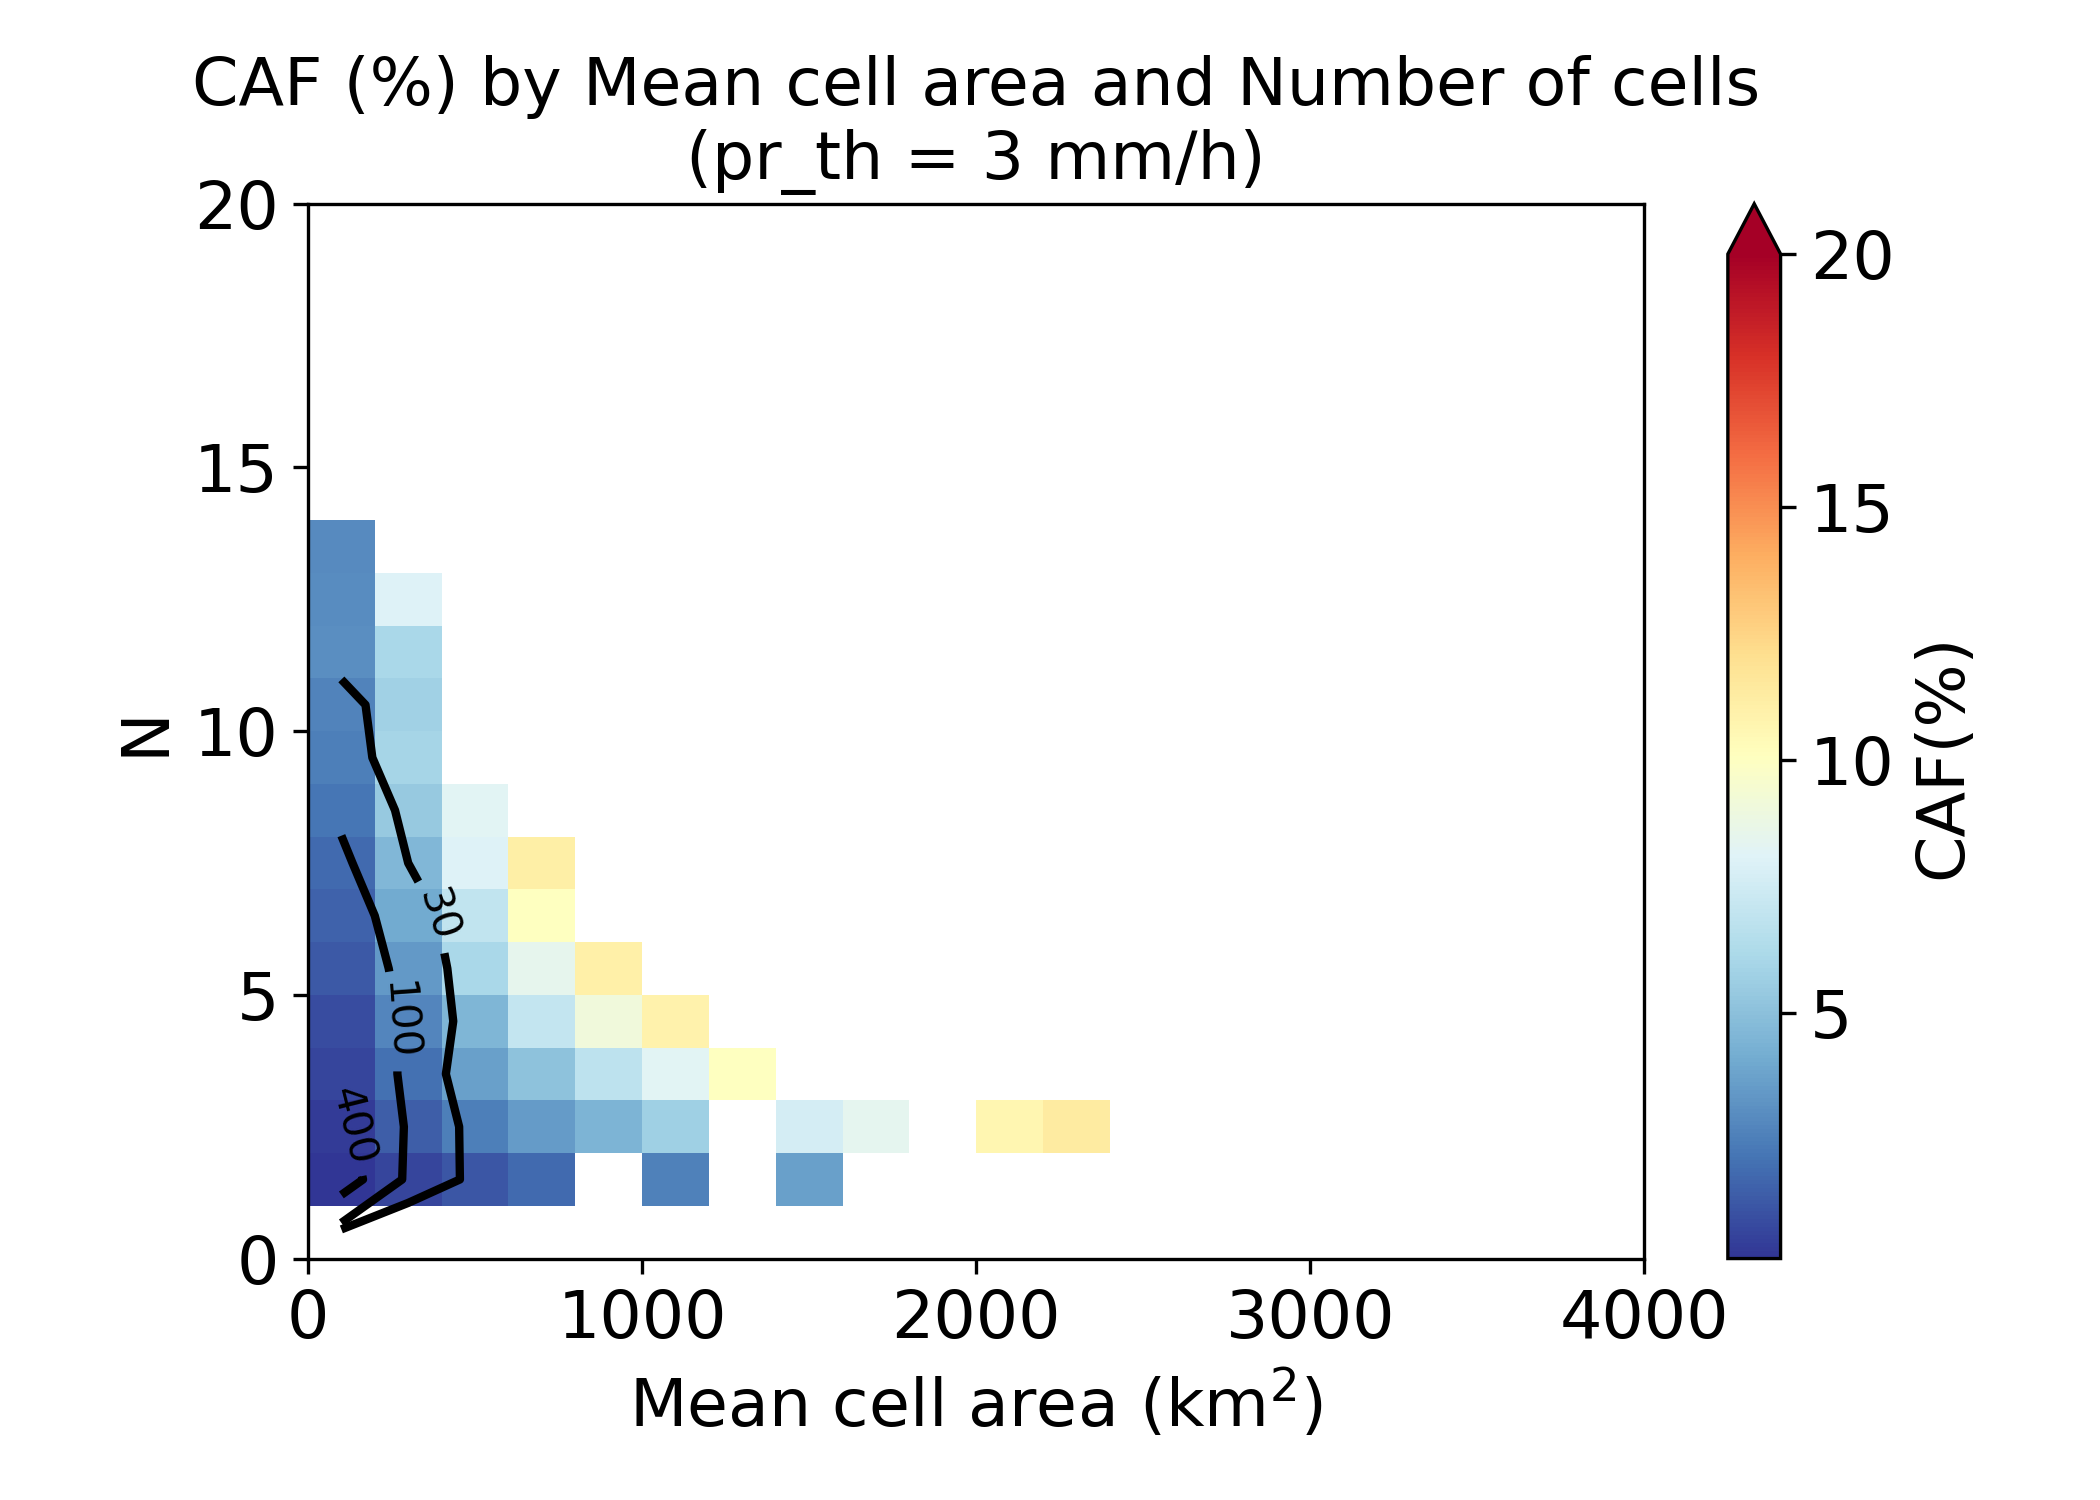 CAF (%) by Mean cell area and Number of cells
(pr_th = 3 mm/h)
20
15
10
5
0
N
30
100
400
0 1000 2000 3000 4000
Mean cell area (km²)
20
15
10
5
CAF(%)